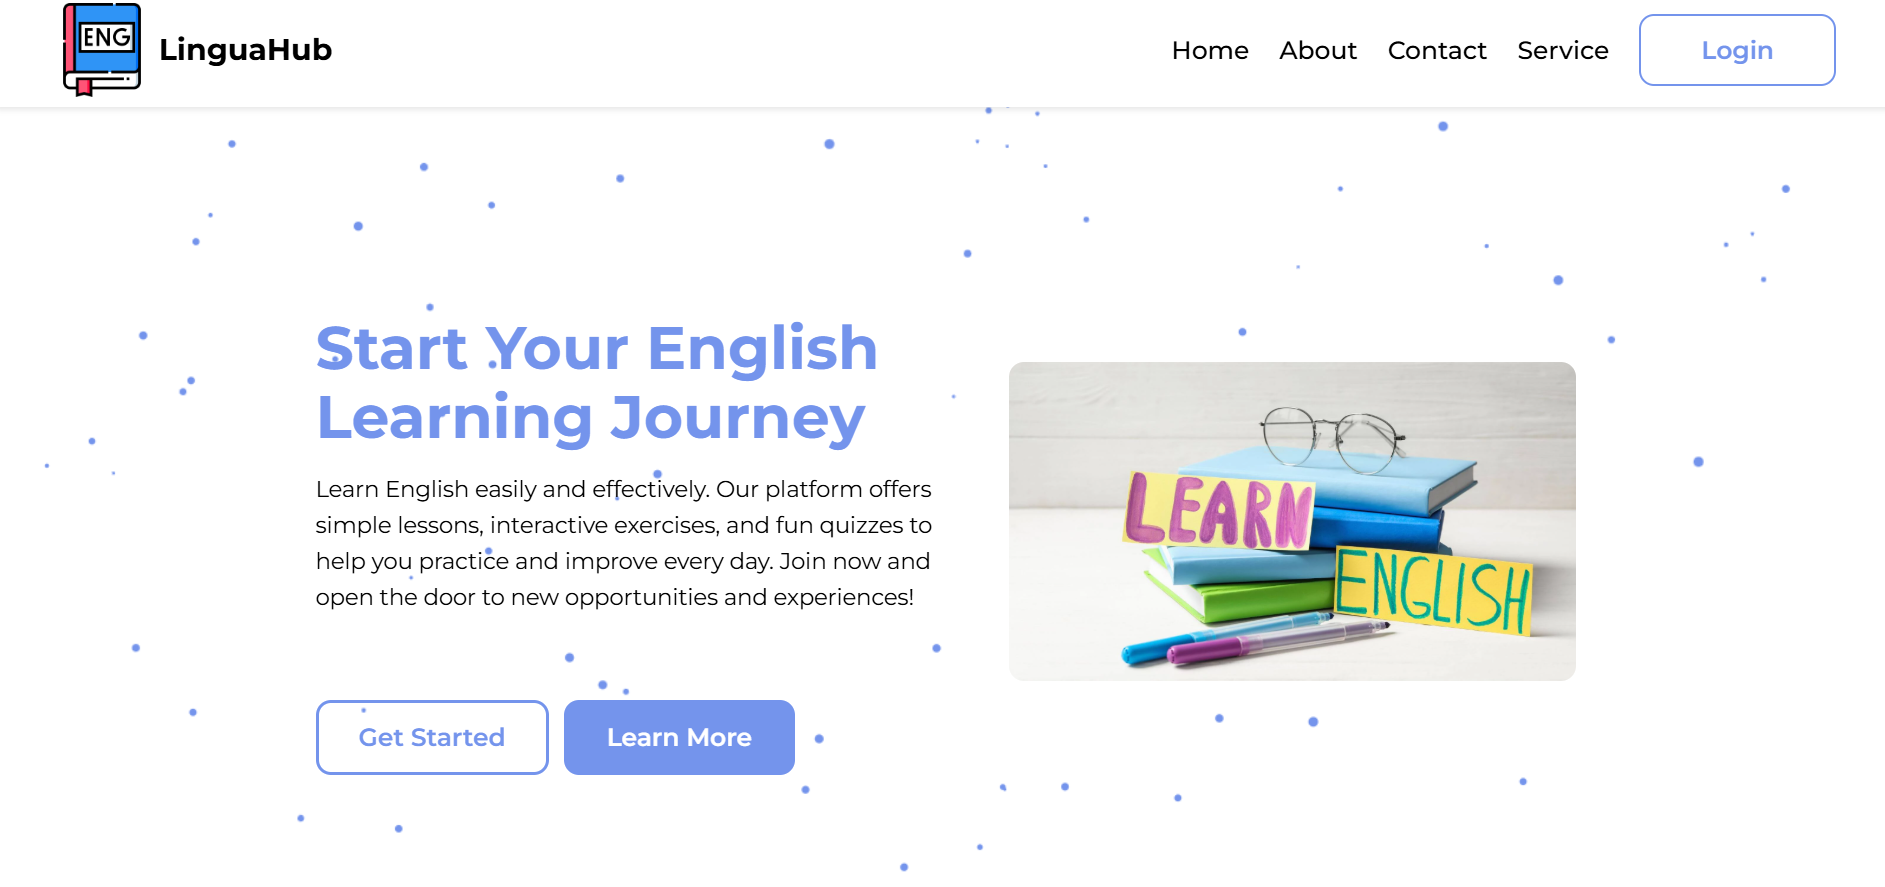 ENG
LinguaHub
Home About Contact Service Login
Start Your English
Learning Journey
Learn English easily and effectively. Our platform offers
simple lessons, interactive exercises, and fun quizzes to
help you practice and improve every day. Join now and
open the door to new opportunities and experiences!
Get Started Learn More
LEARN
ENGLISH